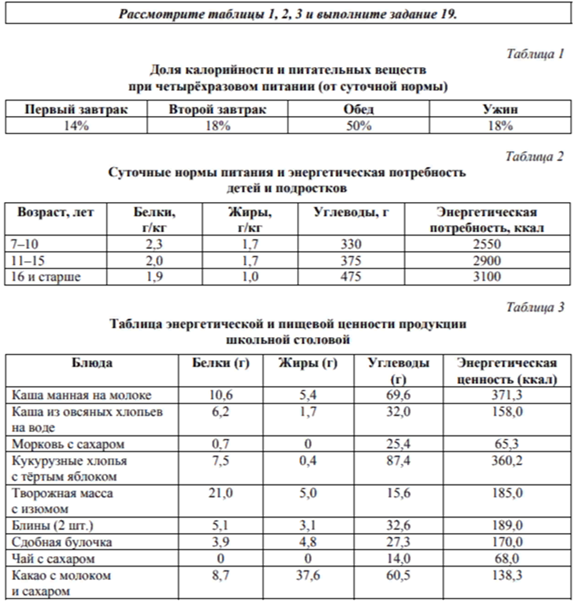 Рассмотрите таблицы 1, 2, 3 и выполните задание 19.
Таблица 1
Доля калорийности и питательных веществ
при четырёхразовом питании (от суточной нормы)
Первый завтрак Второй завтрак Обед Ужин
14% 18% 50% 18%
Таблица 2
Суточные нормы питания и энергетическая потребность
детей и подростков
Возраст, лет Белки, Жиры, Углеводы, г Энергетическая
г/кг г/кг потребность, ккал
7–10 2,3 1,7 330 2550
11–15 2,0 1,7 375 2900
16 и старше 1,9 1,0 475 3100
Таблица 3
Таблица энергетической и пищевой ценности продукции
школьной столовой
Блюда Белки (г) Жиры (г) Углеводы Энергетическая
(г) ценность (ккал)
Каша манная на молоке 10,6 5,4 69,6 371,3
Каша из овсяных хлопьев 6,2 1,7 32,0 158,0
на воде
Морковь с сахаром 0,7 0 25,4 65,3
Кукурузные хлопья 7,5 0,4 87,4 360,2
с тёртым яблоком
Творожная масса 21,0 5,0 15,6 185,0
с изюмом
Блины (2 шт.) 5,1 3,1 32,6 189,0
Сдобная булочка 3,9 4,8 27,3 170,0
Чай с сахаром 0 0 14,0 68,0
Какао с молоком 8,7 37,6 60,5 138,3
и сахаром